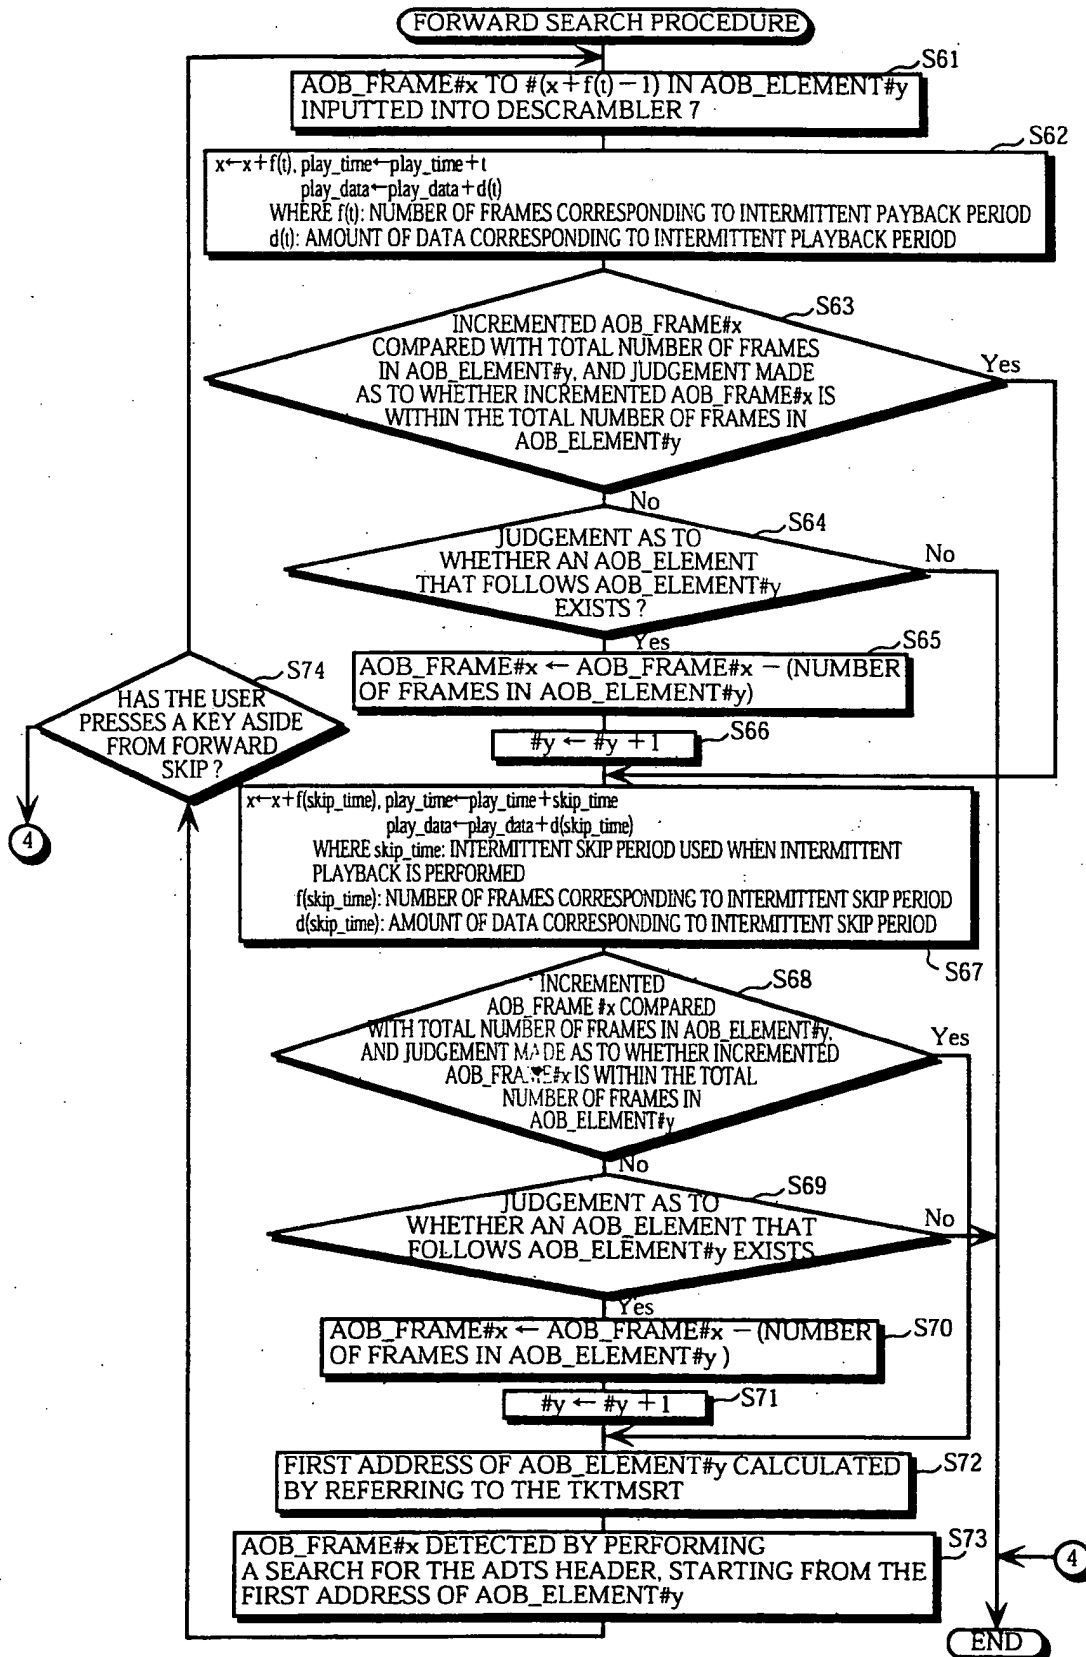 FORWARD SEARCH PROCEDURE
S61
AOB_FRAME#x TO #(x+f(t)−1) IN AOB_ELEMENT#y
INPUTTED INTO DESCRAMBLER 7
S62
x←x+f(t), play_time←play_time+t
play_data←play_data+d(t)
WHERE f(t): NUMBER OF FRAMES CORRESPONDING TO INTERMITTENT PAYBACK PERIOD
d(t): AMOUNT OF DATA CORRESPONDING TO INTERMITTENT PLAYBACK PERIOD
S63
INCREMENTED AOB_FRAME#x
COMPARED WITH TOTAL NUMBER OF FRAMES
IN AOB_ELEMENT#y, AND JUDGEMENT MADE
AS TO WHETHER INCREMENTED AOB_FRAME#x IS
WITHIN THE TOTAL NUMBER OF FRAMES IN
AOB_ELEMENT#y
Yes
No
S64
JUDGEMENT AS TO
WHETHER AN AOB_ELEMENT
THAT FOLLOWS AOB_ELEMENT#y
EXISTS ?
No
Yes
S65
AOB_FRAME#x ← AOB_FRAME#x − (NUMBER
OF FRAMES IN AOB_ELEMENT#y)
S66
#y ← #y + 1
S74
HAS THE USER
PRESSES A KEY ASIDE
FROM FORWARD
SKIP ?
4
x←x+f(skip_time), play_time←play_time+skip_time
play_data←play_data+d(skip_time)
WHERE skip_time: INTERMITTENT SKIP PERIOD USED WHEN INTERMITTENT
PLAYBACK IS PERFORMED
f(skip_time): NUMBER OF FRAMES CORRESPONDING TO INTERMITTENT SKIP PERIOD
d(skip_time): AMOUNT OF DATA CORRESPONDING TO INTERMITTENT SKIP PERIOD
S67
S68
INCREMENTED
AOB_FRAME #x COMPARED
WITH TOTAL NUMBER OF FRAMES IN AOB_ELEMENT#y,
AND JUDGEMENT MADE AS TO WHETHER INCREMENTED
AOB_FRAME#x IS WITHIN THE TOTAL
NUMBER OF FRAMES IN
AOB_ELEMENT#y
Yes
No
S69
JUDGEMENT AS TO
WHETHER AN AOB_ELEMENT THAT
FOLLOWS AOB_ELEMENT#y EXISTS
No
Yes
S70
AOB_FRAME#x ← AOB_FRAME#x − (NUMBER
OF FRAMES IN AOB_ELEMENT#y )
S71
#y ← #y + 1
S72
FIRST ADDRESS OF AOB_ELEMENT#y CALCULATED
BY REFERRING TO THE TKTMSRT
S73
AOB_FRAME#x DETECTED BY PERFORMING
A SEARCH FOR THE ADTS HEADER, STARTING FROM THE
FIRST ADDRESS OF AOB_ELEMENT#y
4
END